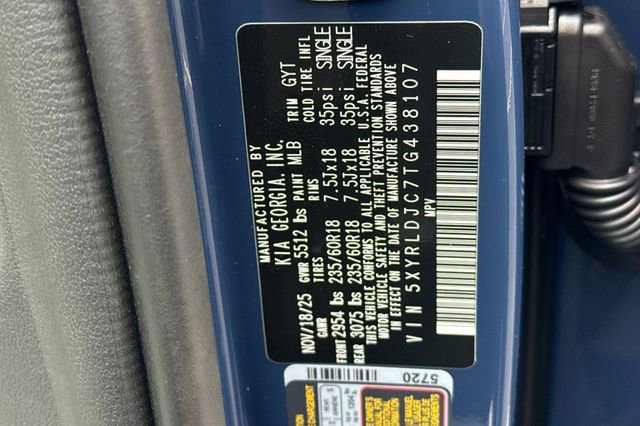 MANUFACTURED BY
KIA GEORGIA, INC.
NOV/18/25 GVWR 5512 lbs PAINT MLB TRIM GYT
GAWR TIRES RIMS COLD TIRE INFL
FRONT 2954 lbs 235/60R18 7.5Jx18 35psi SINGLE
REAR 3075 lbs 235/60R18 7.5Jx18 35psi SINGLE
THIS VEHICLE CONFORMS TO ALL APPLICABLE U.S.A. FEDERAL
MOTOR VEHICLE SAFETY AND THEFT PREVENTION STANDARDS
IN EFFECT ON THE DATE OF MANUFACTURE SHOWN ABOVE
VIN 5XYRLDJC7TG438107
MPV
5720